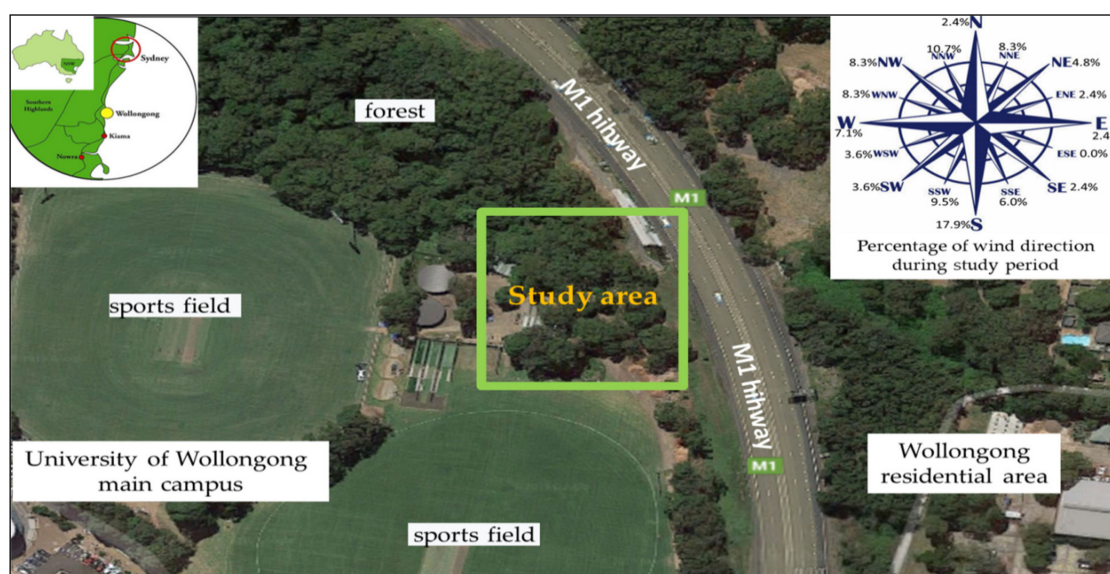 Sydney
Southern
Highlands
Wollongong
Kiama
Nowra
forest
M1 hihway
M1
sports field
Study area
M1 hihway
M1
University of Wollongong
main campus
sports field
Wollongong
residential area
2.4%
N
10.7% 8.3%
NNW NNE
8.3%NW NE4.8%
8.3%WNW ENE 2.4%
W E
7.1% 2.4
3.6%WSW ESE 0.0%
3.6%SW SE 2.4%
SSW SSE
9.5% 6.0%
17.9%S
Percentage of wind direction
during study period